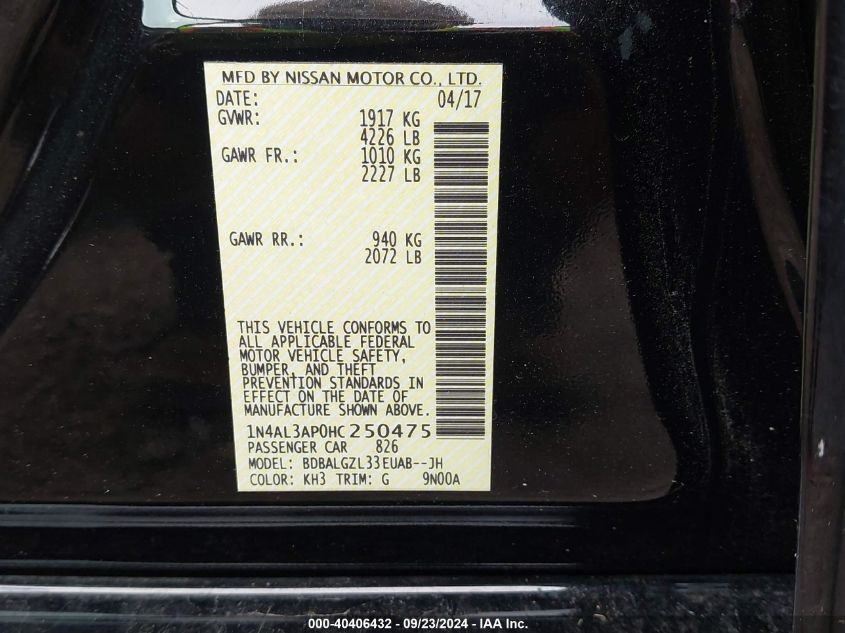 MFD BY NISSAN MOTOR CO., LTD.
DATE: 04/17
GVWR: 1917 KG
4226 LB
GAWR FR.: 1010 KG
2227 LB
GAWR RR.: 940 KG
2072 LB
THIS VEHICLE CONFORMS TO
ALL APPLICABLE FEDERAL
MOTOR VEHICLE SAFETY,
BUMPER, AND THEFT
PREVENTION STANDARDS IN
EFFECT ON THE DATE OF
MANUFACTURE SHOWN ABOVE.
1N4AL3AP0HC250475
PASSENGER CAR 826
MODEL: BDBALGZL33EUAB--JH
COLOR: KH3 TRIM: G 9N00A
000-40406432 - 09/23/2024 - IAA Inc.